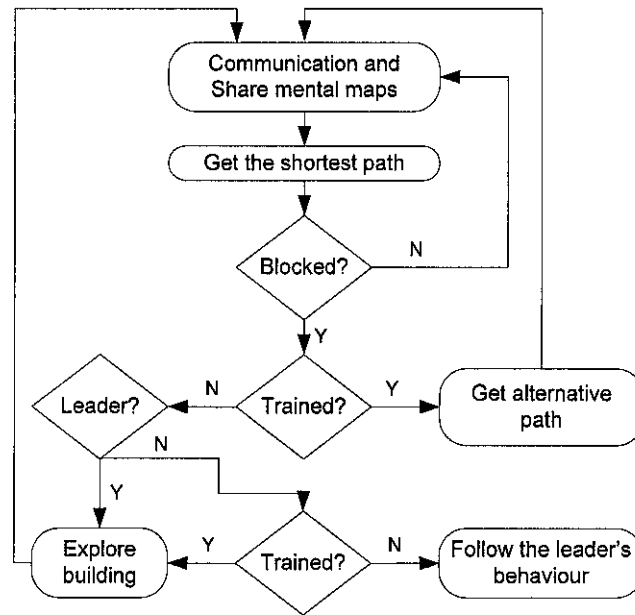 Communication and
Share mental maps
Get the shortest path
Blocked?
N
Y
Leader?
N
Trained?
Y
Get alternative
path
N
Y
Explore
building
Y
Trained?
N
Follow the leader's
behaviour